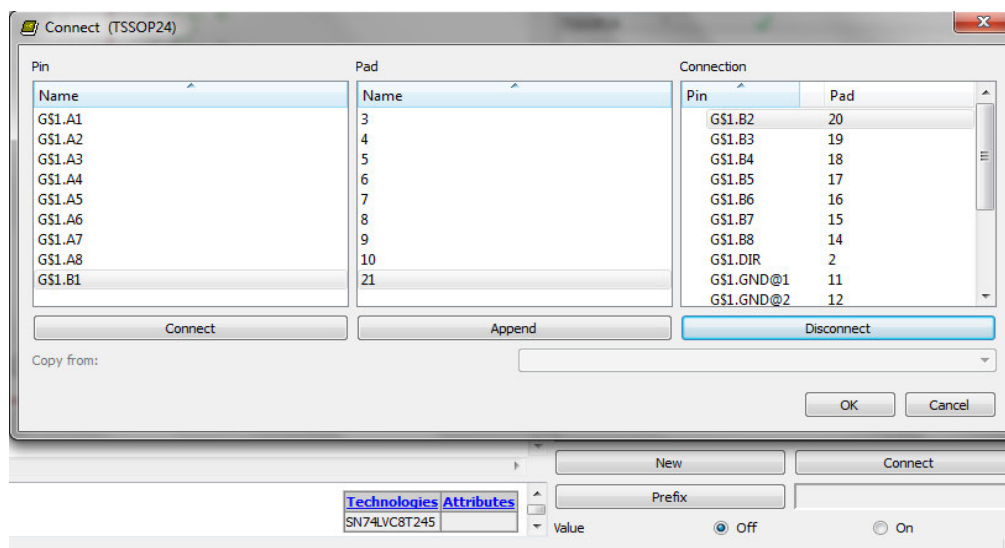 Connect (TSSOP24)
Pin Pad Connection
Name Name Pin Pad
G$1.A1 3 G$1.B2 20
G$1.A2 4 G$1.B3 19
G$1.A3 5 G$1.B4 18
G$1.A4 6 G$1.B5 17
G$1.A5 7 G$1.B6 16
G$1.A6 8 G$1.B7 15
G$1.A7 9 G$1.B8 14
G$1.A8 10 G$1.DIR 2
G$1.B1 21 G$1.GND@1 11
G$1.GND@2 12
Connect Append Disconnect
Copy from:
OK Cancel
New Connect
Technologies Attributes Prefix
SN74LVC8T245 Value Off On